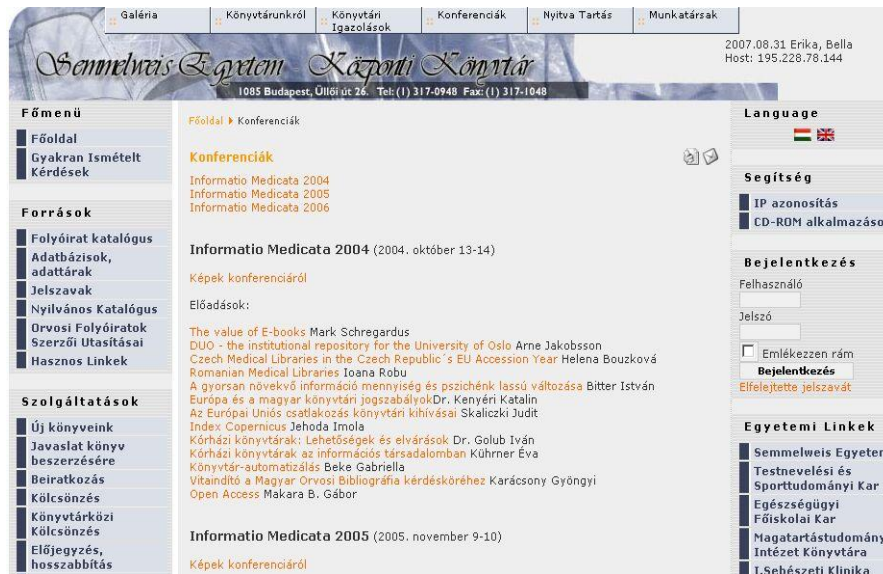 Galéria
Könyvtárunkról
Könyvtári
Igazolások
Konferenciák
Nyitva Tartás
Munkatársak
Semmelweis Egyetem Központi Könyvtár
1085 Budapest, Üllői út 26. Tel: (1) 317-0948 Fax: (1) 317-1048
2007.08.31 Erika, Bella
Host: 195.228.78.144
Főmenü
Főoldal
Gyakran Ismételt
Kérdések
Források
Folyóirat katalógus
Adatbázisok,
adattárak
Jelszavak
Nyilvános Katalógus
Orvosi Folyóiratok
Szerzői Utasításai
Hasznos Linkek
Szolgáltatások
Új könyveink
Javaslat könyv
beszerzésére
Beiratkozás
Kölcsönzés
Könyvtárközi
Kölcsönzés
Előjegyzés,
hosszabbítás
Főoldal Konferenciák
Konferenciák
Informatio Medicata 2004
Informatio Medicata 2005
Informatio Medicata 2006
Informatio Medicata 2004 (2004. október 13-14)
Képek konferenciáról
Előadások:
The value of E-books Mark Schregardus
DUO - the institutional repository for the University of Oslo Arne Jakobsson
Czech Medical Libraries in the Czech Republic´s EU Accession Year Helena Bouzková
Romanian Medical Libraries Ioana Robu
A gyorsan növekvő információ mennyiség és pszichénk lassú változása Bitter István
Európa és a magyar könyvtári jogszabályokDr. Kenyéri Katalin
Az Európai Uniós csatlakozás könyvtári kihívásai Skaliczki Judit
Index Copernicus Jehoda Imola
Kórházi könyvtárak: Lehetőségek és elvárások Dr. Golub Iván
Kórházi könyvtárak az információs társadalomban Kührner Éva
Könyvtár-automatizálás Beke Gabriella
Vitaindító a Magyar Orvosi Bibliográfia kérdésköréhez Karácsony Gyöngyi
Open Access Makara B. Gábor
Informatio Medicata 2005 (2005. november 9-10)
Képek konferenciáról
Language
Segítség
IP azonosítás
CD-ROM alkalmazáso
Bejelentkezés
Felhasználó
Jelszó
Emlékezzen rám
Bejelentkezés
Elfelejtette jelszavát
Egyetemi Linkek
Semmelweis Egyeter
Testnevelési és
Sporttudományi Kar
Egészségügyi
Főiskolai Kar
Magatartástudomány
Intézet Könyvtára
I.Sebészeti Klinika